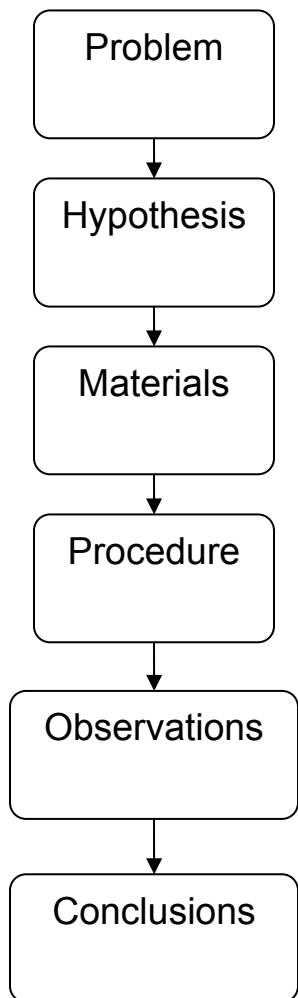 Problem
Hypothesis
Materials
Procedure
Observations
Conclusions